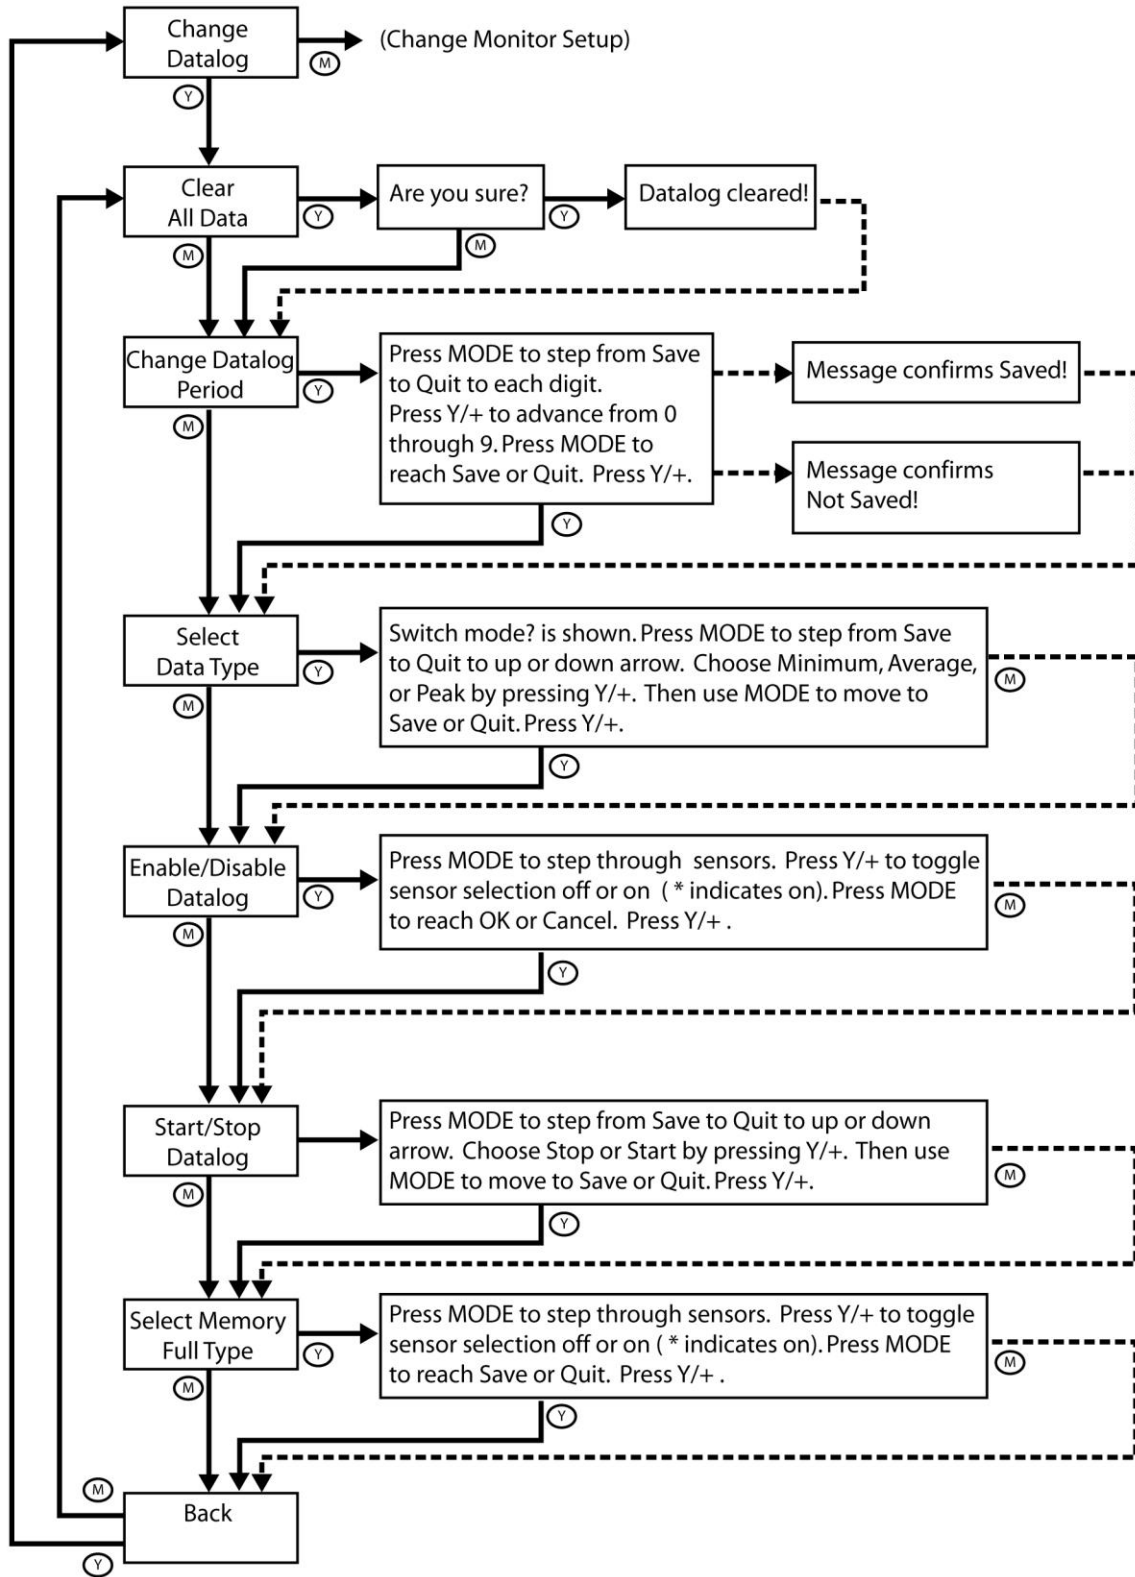 Change
Datalog
(Change Monitor Setup)
M
Y
Clear
All Data
Y
Are you sure?
Y
Datalog cleared!
M
M
Change Datalog
Period
Y
M
Press MODE to step from Save
to Quit to each digit.
Press Y/+ to advance from 0
through 9. Press MODE to
reach Save or Quit. Press Y/+.
Message confirms Saved!
Message confirms
Not Saved!
Y
Select
Data Type
Y
M
Switch mode? is shown. Press MODE to step from Save
to Quit to up or down arrow. Choose Minimum, Average,
or Peak by pressing Y/+. Then use MODE to move to
Save or Quit. Press Y/+.
M
Y
Enable/Disable
Datalog
Y
M
Press MODE to step through sensors. Press Y/+ to toggle
sensor selection off or on ( * indicates on). Press MODE
to reach OK or Cancel. Press Y/+ .
M
Y
Start/Stop
Datalog
M
Press MODE to step from Save to Quit to up or down
arrow. Choose Stop or Start by pressing Y/+. Then use
MODE to move to Save or Quit. Press Y/+.
M
Y
Select Memory
Full Type
Y
M
Press MODE to step through sensors. Press Y/+ to toggle
sensor selection off or on ( * indicates on). Press MODE
to reach Save or Quit. Press Y/+ .
M
Y
M
Back
Y